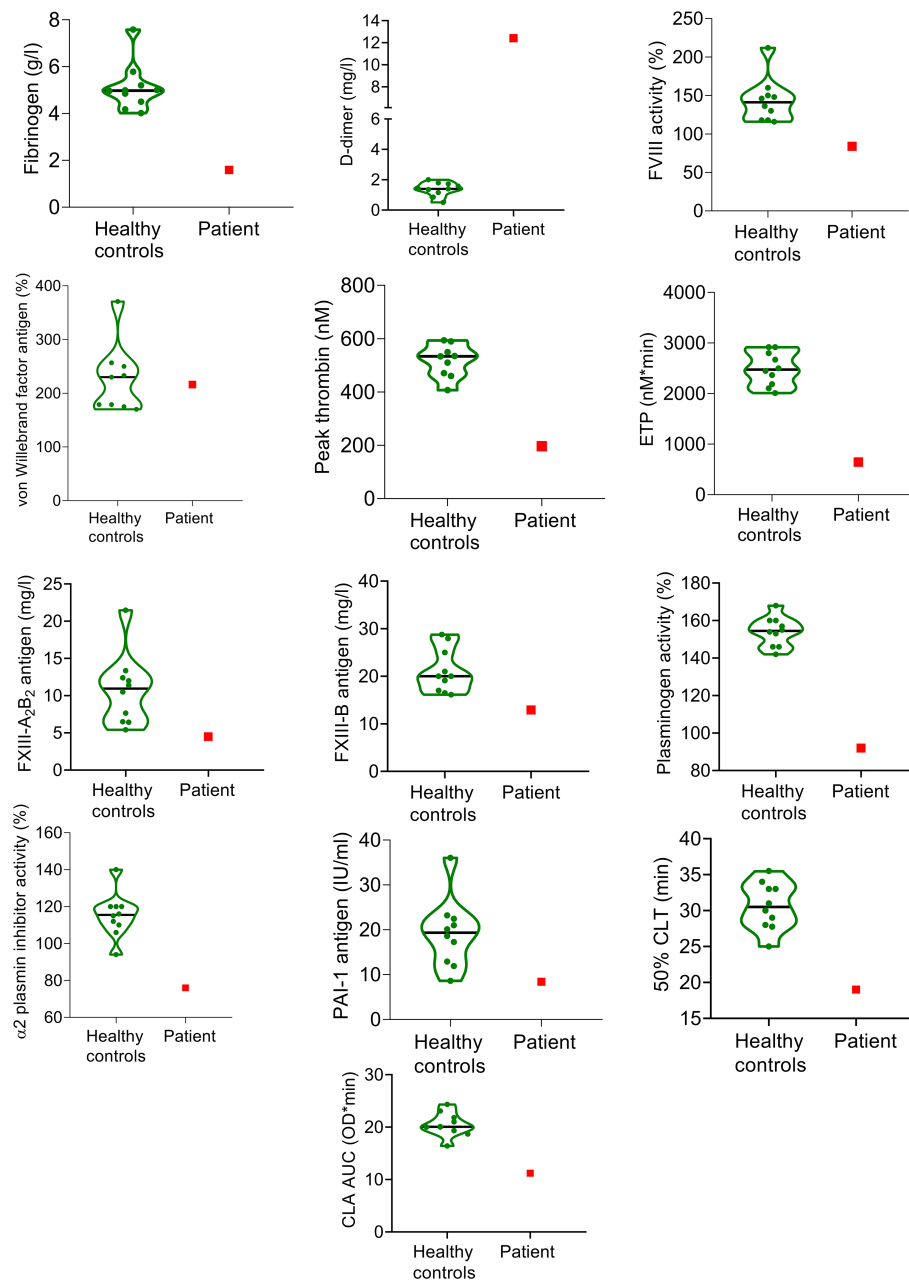 Fibrinogen (g/l)
8
6
4
2
0
Healthy
controls
Patient
D-dimer (mg/l)
14
12
10
8
6
4
2
0
Healthy
controls
Patient
FVIII activity (%)
250
200
150
100
50
0
Healthy
controls
Patient
von Willebrand factor antigen (%)
400
300
200
100
0
Healthy
controls
Patient
Peak thrombin (nM)
800
600
400
200
0
Healthy
controls
Patient
ETP (nM*min)
4000
3000
2000
1000
0
Healthy
controls
Patient
FXIII-A₂B₂ antigen (mg/l)
25
20
15
10
5
0
Healthy
controls
Patient
FXIII-B antigen (mg/l)
40
30
20
10
0
Healthy
controls
Patient
Plasminogen activity (%)
180
160
140
120
100
80
Healthy
controls
Patient
α2 plasmin inhibitor activity (%)
160
140
120
100
80
60
Healthy
controls
Patient
PAI-1 antigen (IU/ml)
40
30
20
10
0
Healthy
controls
Patient
50% CLT (min)
40
35
30
25
20
15
Healthy
controls
Patient
CLA AUC (OD*min)
30
20
10
0
Healthy
controls
Patient